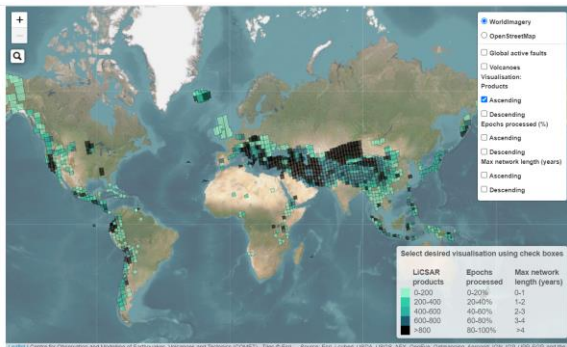 +
WorldImagery
OpenStreetMap
Global active faults
Volcanoes
Visualisation:
Products
Ascending
Descending
Epochs processed (%)
Ascending
Descending
Max network length (years)
Ascending
Descending
Select desired visualisation using check boxes
LiCSAR products Epochs processed Max network length (years)
0-200 0-20% 0-1
200-400 20-40% 1-2
400-600 40-60% 2-3
600-800 60-80% 3-4
>800 80-100% >4